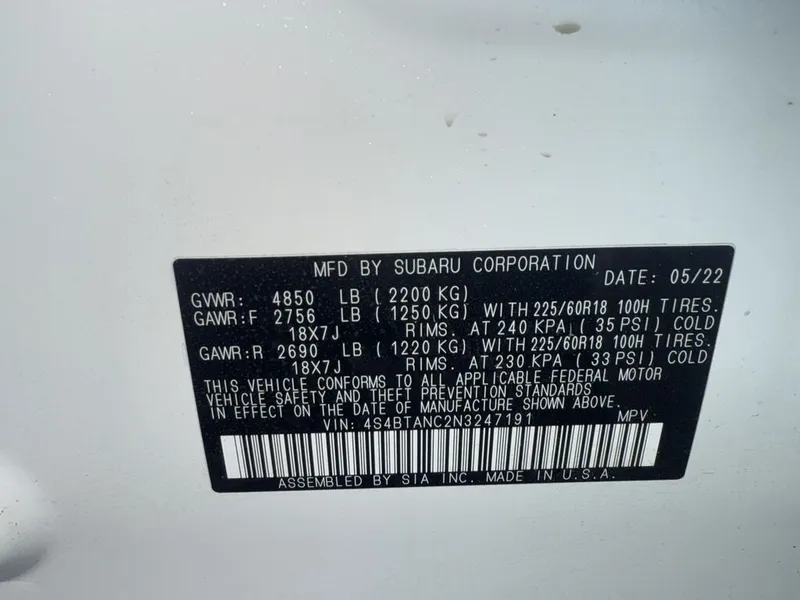 MFD BY SUBARU CORPORATION DATE: 05/22
GVWR: 4850 LB (2200 KG)
GAWR:F 2756 LB (1250 KG) WITH 225/60R18 100H TIRES.
18X7J RIMS. AT 240 KPA (35 PSI) COLD
GAWR:R 2690 LB (1220 KG) WITH 225/60R18 100H TIRES.
18X7J RIMS. AT 230 KPA (33 PSI) COLD
THIS VEHICLE CONFORMS TO ALL APPLICABLE FEDERAL MOTOR
VEHICLE SAFETY AND THEFT PREVENTION STANDARDS
IN EFFECT ON THE DATE OF MANUFACTURE SHOWN ABOVE.
VIN: 4S4BTANC2N3247191 MPV
ASSEMBLED BY SIA INC. MADE IN U.S.A.